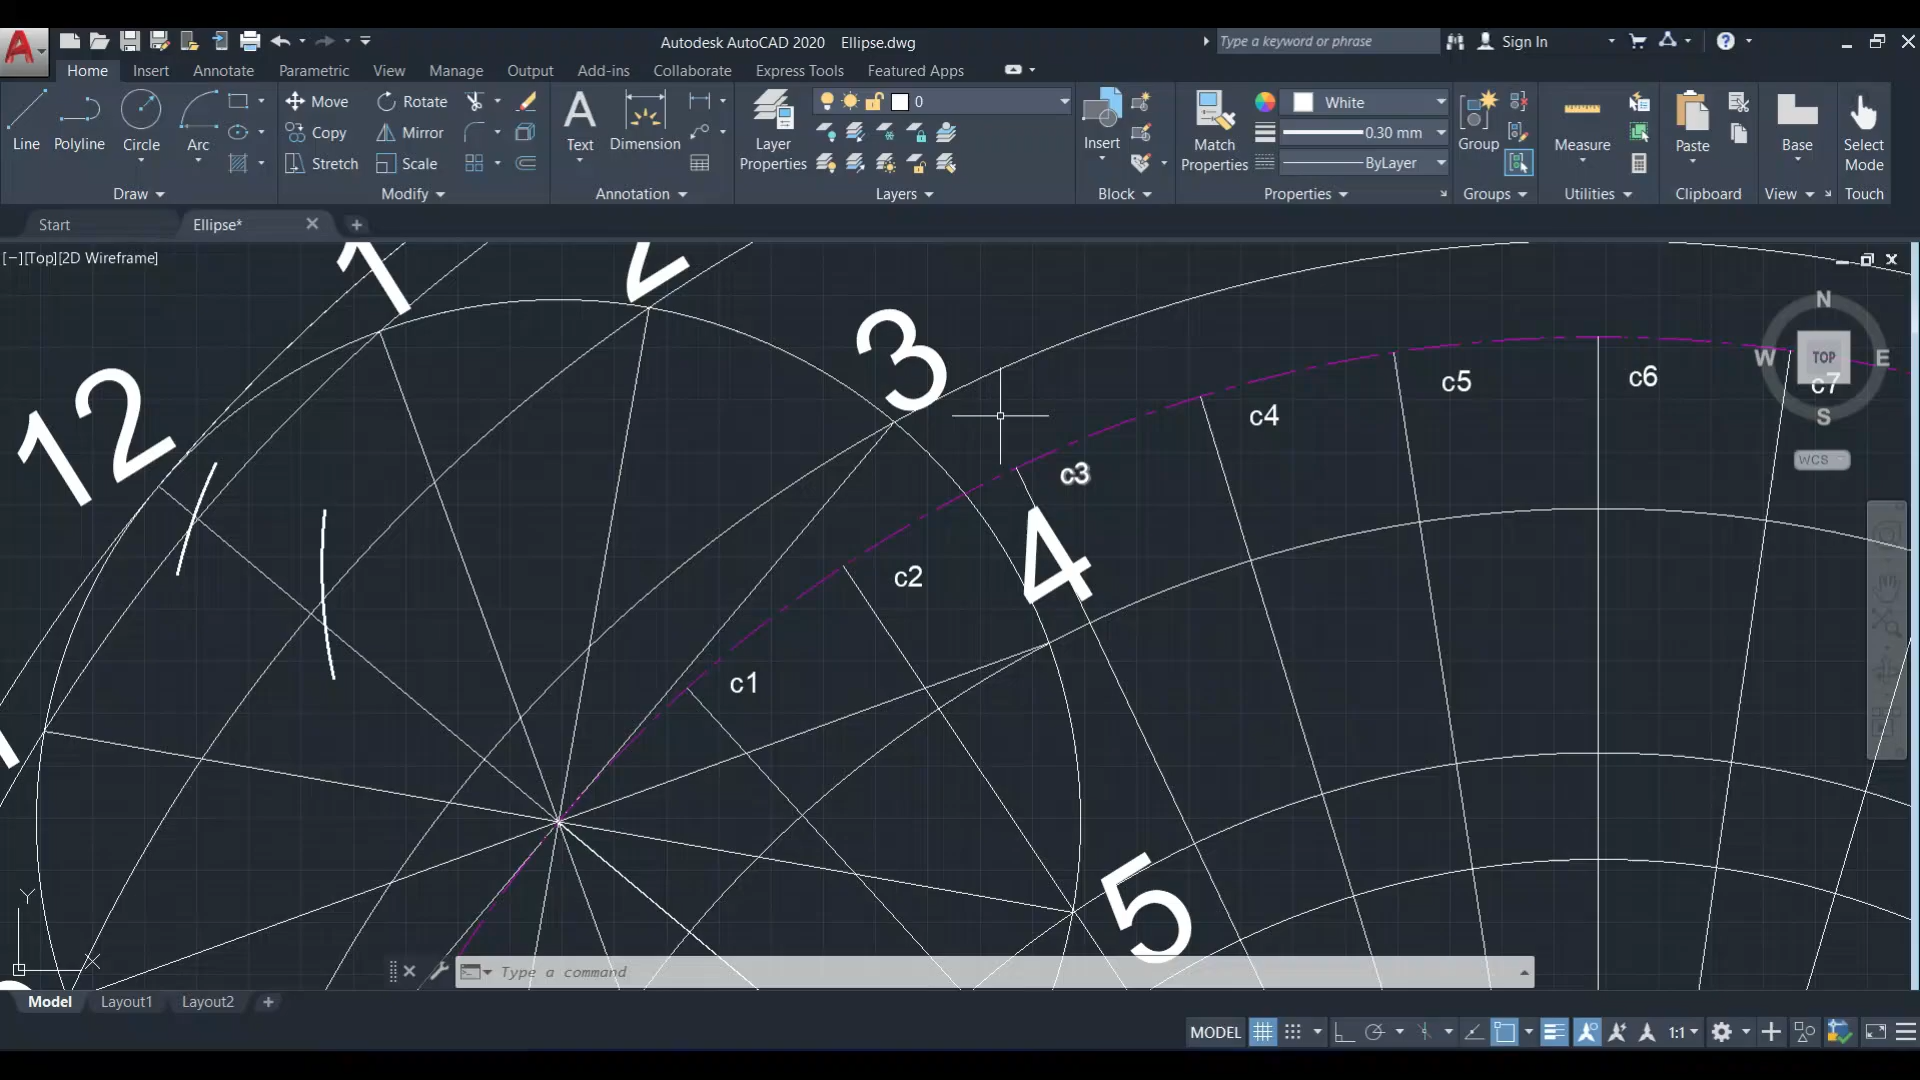 Autodesk AutoCAD 2020 Ellipse.dwg
Type a keyword or phrase
Sign In
Home Insert Annotate Parametric View Manage Output Add-ins Collaborate Express Tools Featured Apps
Line Polyline Circle Arc
Move Rotate
Copy Mirror
Stretch Scale
Text Dimension
Layer Properties
0
Insert
Match Properties
White
0.30 mm
ByLayer
Group
Measure
Paste
Base
Select Mode
Draw Modify Annotation Layers Block Properties Groups Utilities Clipboard View Touch
Start Ellipse*
[−][Top][2D Wireframe]
1
2
3
12
4
5
c1
c2
c3
c4
c5
c6
c7
N
W TOP E
S
WCS
Y
X
Type a command
Model Layout1 Layout2
MODEL
1:1